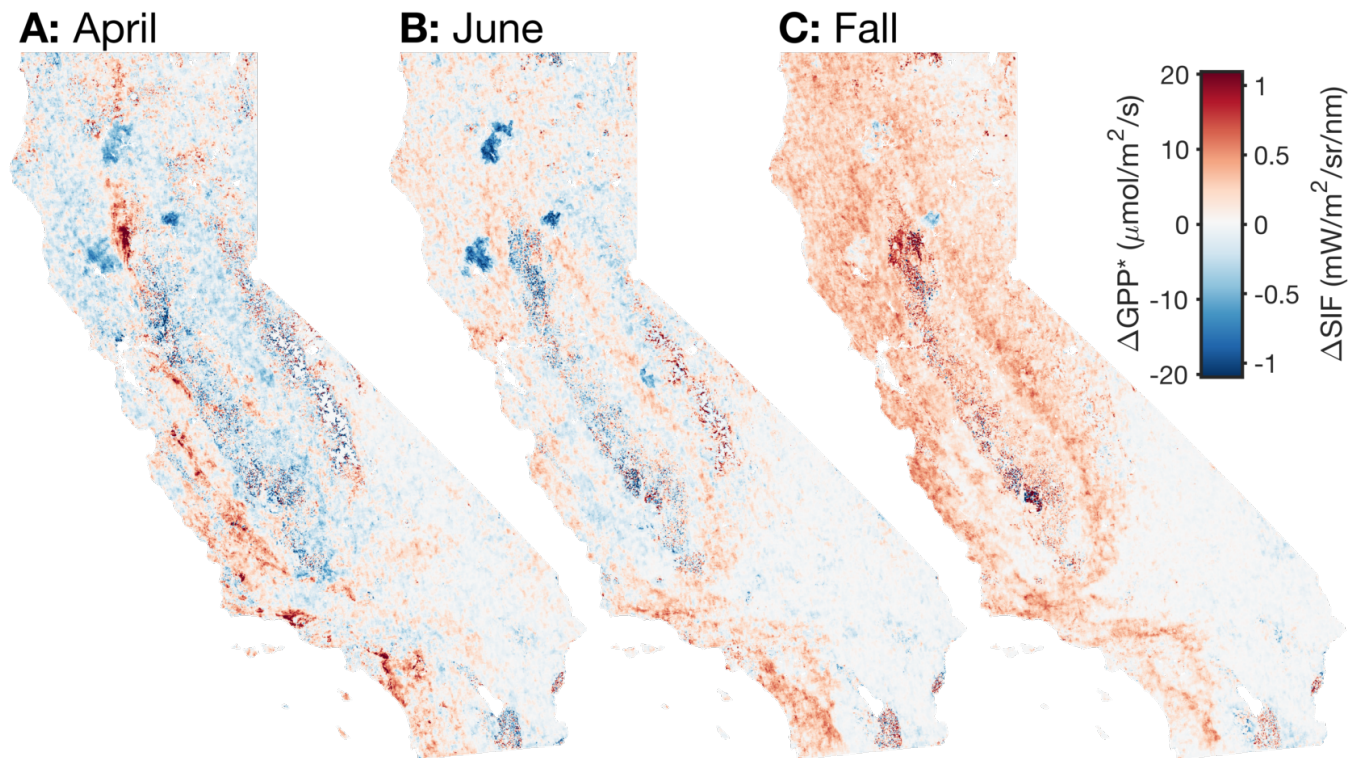 A: April
B: June
C: Fall
ΔGPP* (μmol/m²/s)
20
10
0
-10
-20
1
0.5
0
-0.5
-1
ΔSIF (mW/m²/sr/nm)